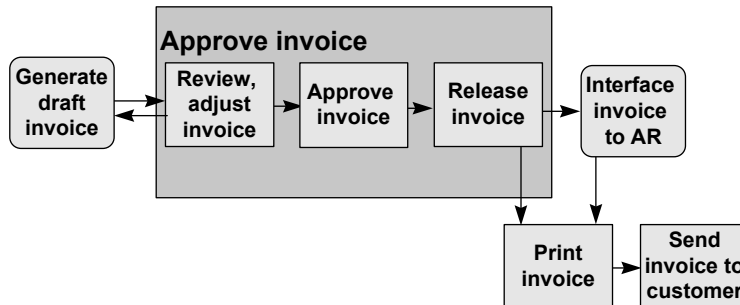 Approve invoice
Generate
draft
invoice
Review,
adjust
invoice
Approve
invoice
Release
invoice
Interface
invoice
to AR
Print
invoice
Send
invoice to
customer